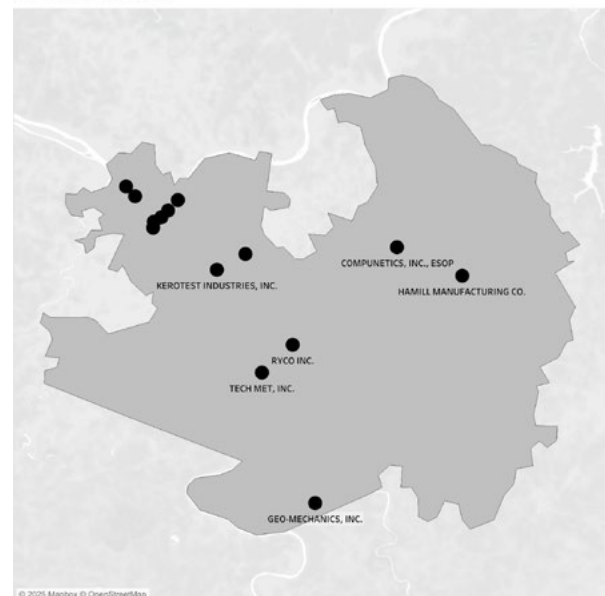 COMPUNETICS, INC., ESOP
KEROTEST INDUSTRIES, INC.
HAMILL MANUFACTURING CO.
RYCO INC.
TECH MET, INC.
GEO-MECHANICS, INC.
© 2025 Mapbox © OpenStreetMap